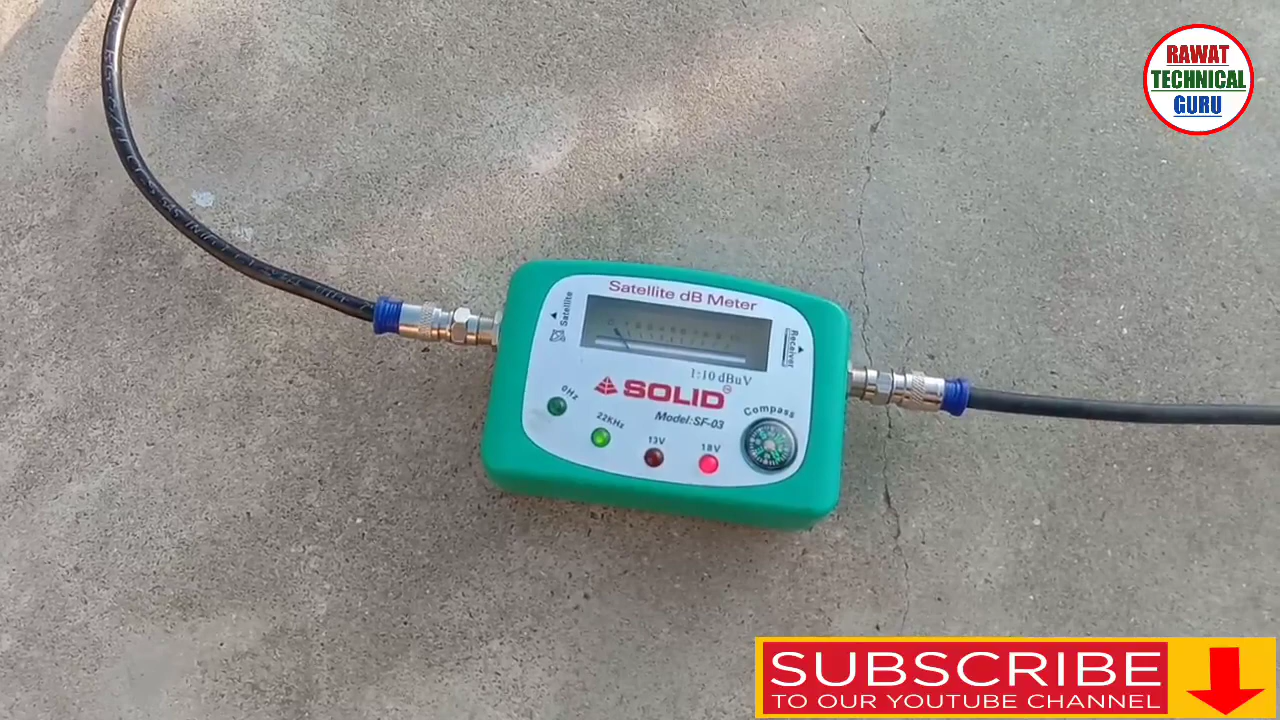 RAWAT
TECHNICAL
GURU
Satellite dB Meter
Satellite
Receiver
1:10 dBuV
SOLID
Model:SF-03
Compass
0Hz
22KHz
13V
18V
SUBSCRIBE
TO OUR YOUTUBE CHANNEL